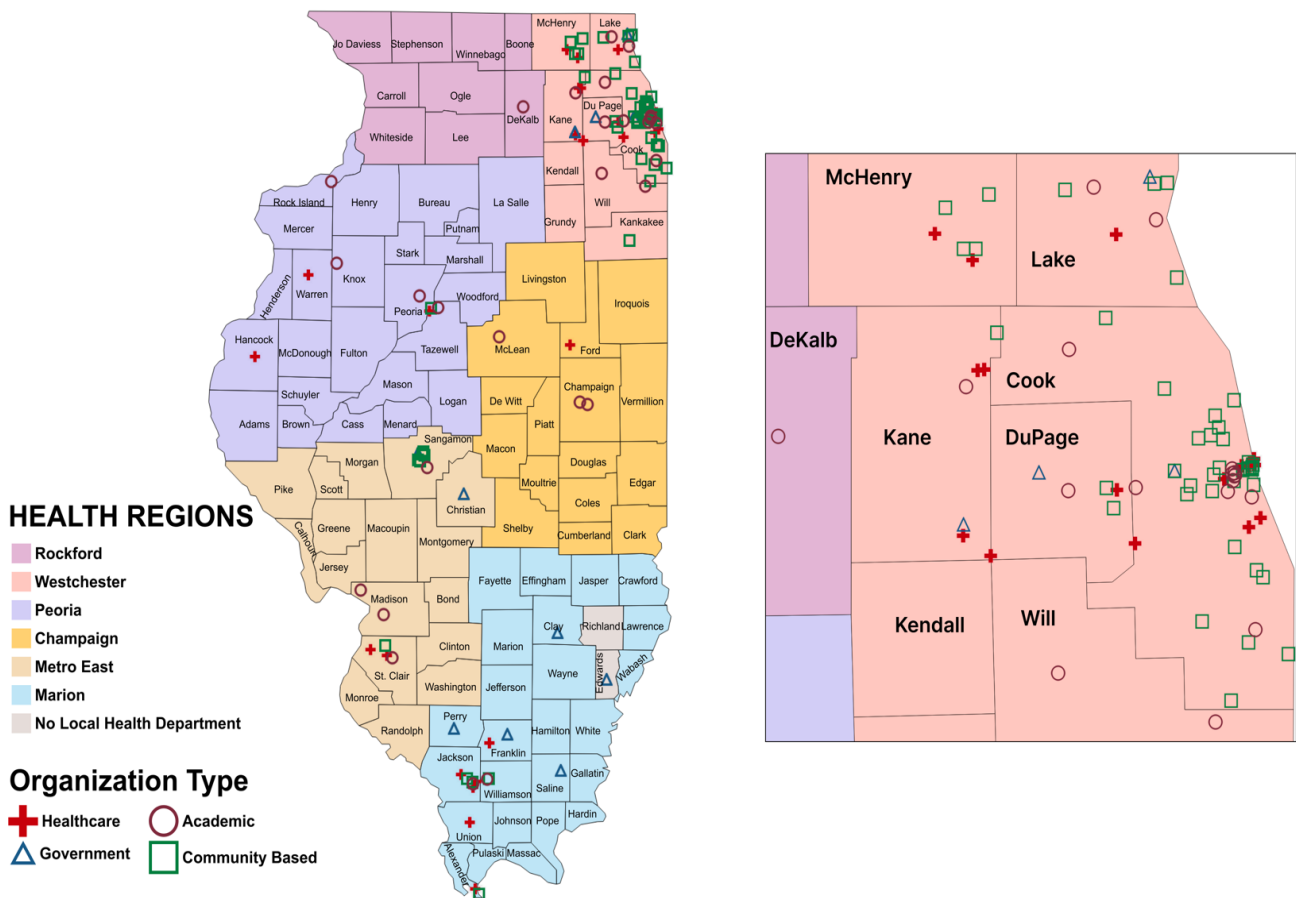 McHenry
Lake
Jo Daviess
Stephenson
Winnebago
Boone
Carroll
Ogle
DeKalb
Kane
Du Page
Cook
Whiteside
Lee
Kendall
Will
Grundy
Kankakee
Rock Island
Henry
Bureau
La Salle
Mercer
Putnam
Stark
Marshall
Knox
Henderson
Warren
Peoria
Woodford
Livingston
Iroquois
Hancock
McDonough
Fulton
Tazewell
McLean
Ford
Schuyler
Mason
Logan
De Witt
Champaign
Vermillion
Adams
Brown
Cass
Menard
Piatt
Sangamon
Macon
Morgan
Douglas
Pike
Scott
Christian
Moultrie
Edgar
Coles
Greene
Macoupin
Shelby
Cumberland
Clark
Calhoun
Montgomery
Jersey
Fayette
Effingham
Jasper
Crawford
Madison
Bond
Clay
Richland
Lawrence
Clinton
Marion
St. Clair
Wayne
Edwards
Wabash
Washington
Jefferson
Monroe
Randolph
Perry
Hamilton
White
Franklin
Jackson
Williamson
Saline
Gallatin
Union
Johnson
Pope
Hardin
Alexander
Pulaski
Massac
HEALTH REGIONS
Rockford
Westchester
Peoria
Champaign
Metro East
Marion
No Local Health Department
Organization Type
Healthcare
Academic
Government
Community Based
McHenry
Lake
DeKalb
Cook
Kane
DuPage
Kendall
Will